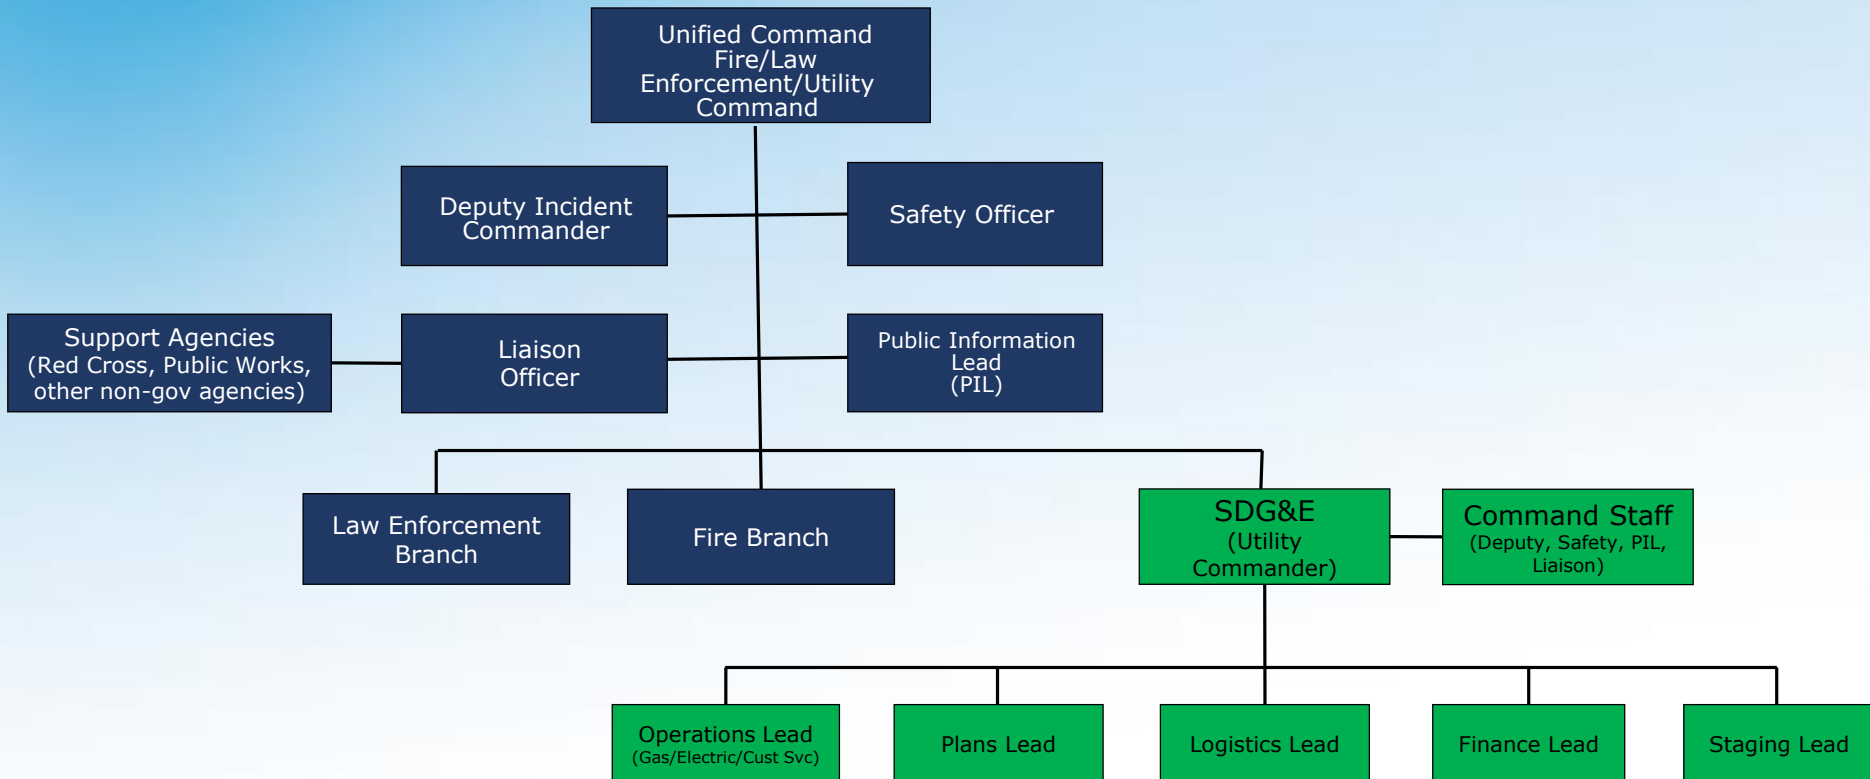 Unified Command
Fire/Law
Enforcement/Utility
Command
Deputy Incident
Commander
Safety Officer
Support Agencies
(Red Cross, Public Works,
other non-gov agencies)
Liaison
Officer
Public Information
Lead
(PIL)
Law Enforcement
Branch
Fire Branch
SDG&E
(Utility
Commander)
Command Staff
(Deputy, Safety, PIL,
Liaison)
Operations Lead
(Gas/Electric/Cust Svc)
Plans Lead
Logistics Lead
Finance Lead
Staging Lead